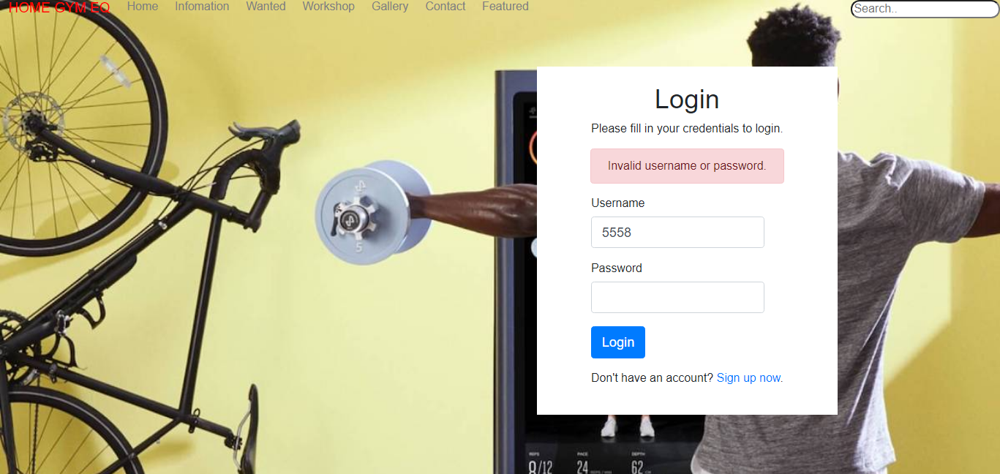 HOME GYM EQ Home Infomation Wanted Workshop Gallery Contact Featured Search..
Login
Please fill in your credentials to login.
Invalid username or password.
Username
5558
Password
Login
Don't have an account? Sign up now.
5
REPS PACE DEPTH
8/12 24 62